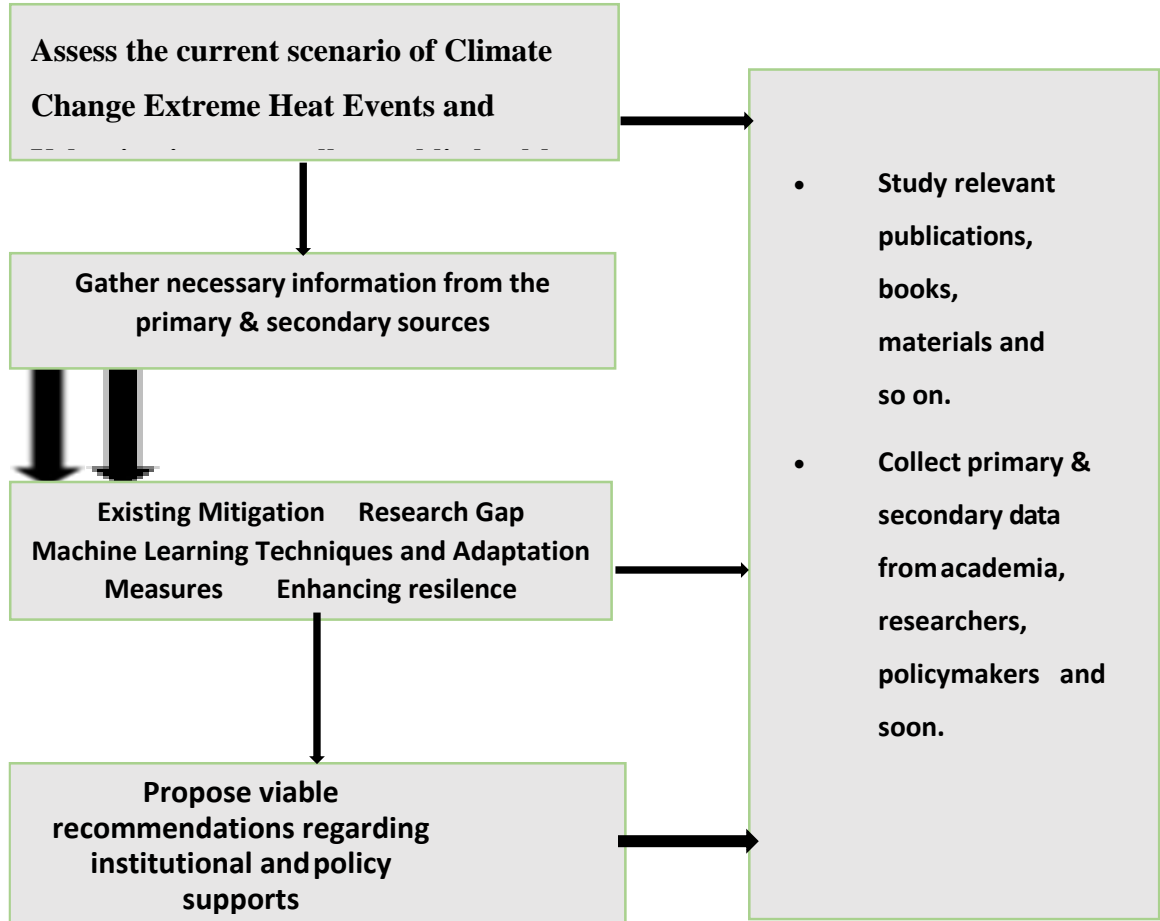 Assess the current scenario of Climate
Change Extreme Heat Events and
Gather necessary information from the
primary & secondary sources
Existing Mitigation Research Gap
Machine Learning Techniques and Adaptation
Measures Enhancing resilence
Propose viable
recommendations regarding
institutional and policy
supports
• Study relevant
publications,
books,
materials and
so on.
• Collect primary &
secondary data
from academia,
researchers,
policymakers and
soon.